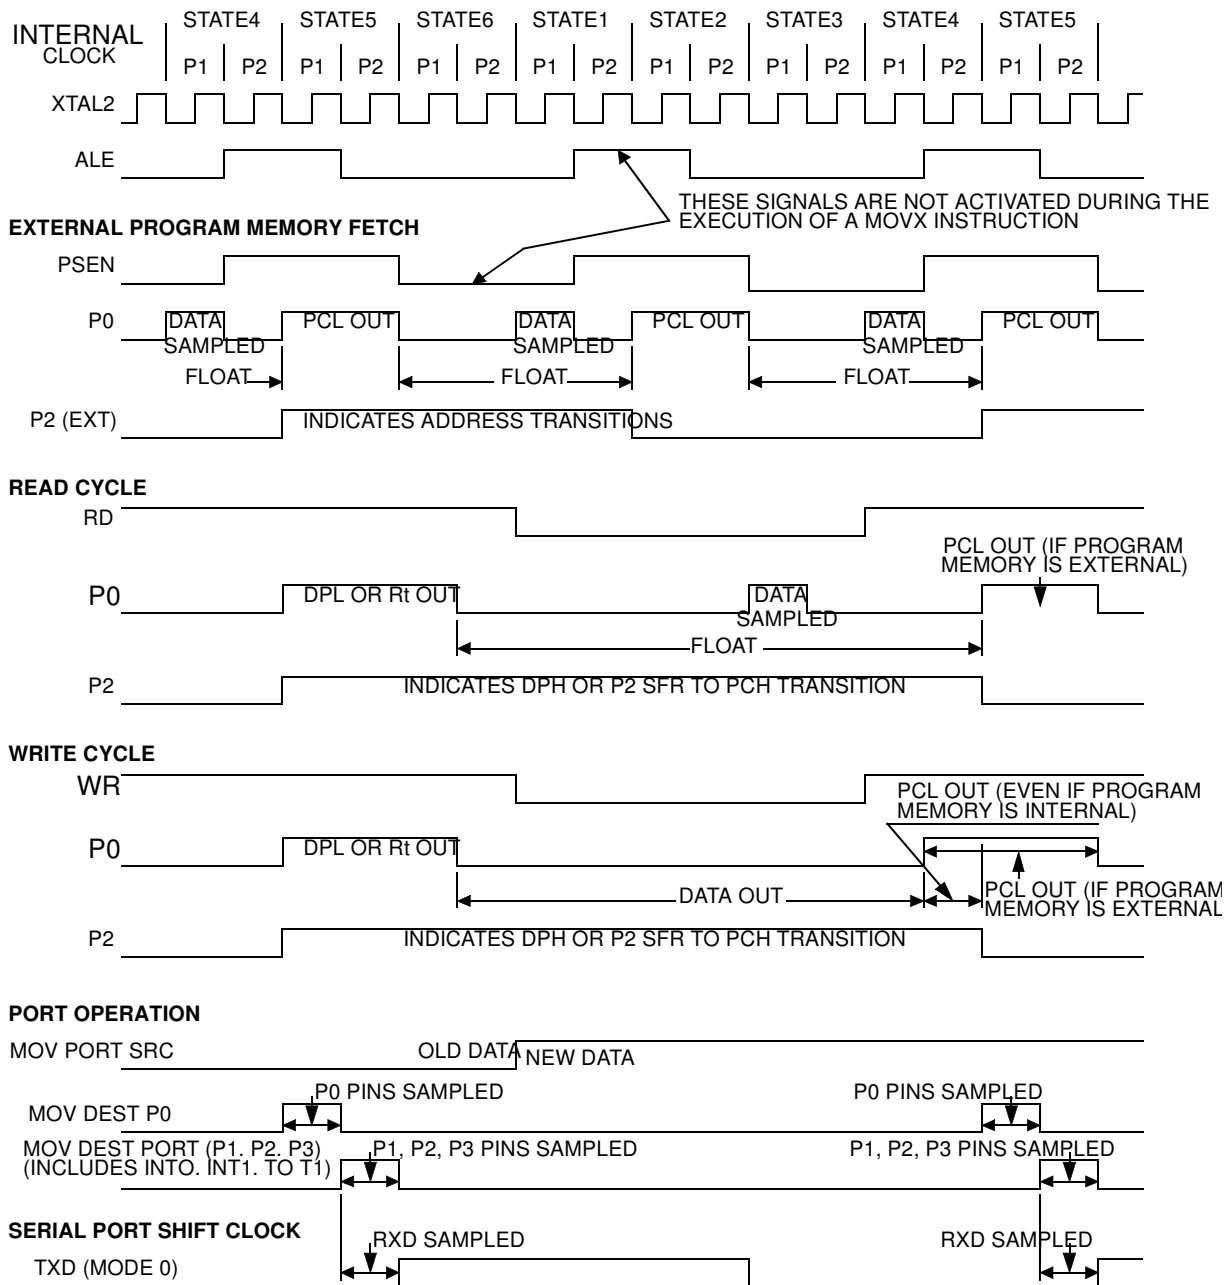 INTERNAL
CLOCK
STATE4 STATE5 STATE6 STATE1 STATE2 STATE3 STATE4 STATE5
P1 P2 P1 P2 P1 P2 P1 P2 P1 P2 P1 P2 P1 P2 P1 P2
XTAL2
ALE
THESE SIGNALS ARE NOT ACTIVATED DURING THE
EXECUTION OF A MOVX INSTRUCTION
EXTERNAL PROGRAM MEMORY FETCH
PSEN
P0
DATA PCL OUT DATA PCL OUT DATA PCL OUT
SAMPLED SAMPLED SAMPLED
FLOAT FLOAT FLOAT
P2 (EXT)
INDICATES ADDRESS TRANSITIONS
READ CYCLE
RD
PCL OUT (IF PROGRAM
MEMORY IS EXTERNAL)
P0
DPL OR Rt OUT
DATA
SAMPLED
FLOAT
P2
INDICATES DPH OR P2 SFR TO PCH TRANSITION
WRITE CYCLE
WR
PCL OUT (EVEN IF PROGRAM
MEMORY IS INTERNAL)
P0
DPL OR Rt OUT
DATA OUT
PCL OUT (IF PROGRAM
MEMORY IS EXTERNAL
P2
INDICATES DPH OR P2 SFR TO PCH TRANSITION
PORT OPERATION
MOV PORT SRC
OLD DATA NEW DATA
P0 PINS SAMPLED P0 PINS SAMPLED
MOV DEST P0
MOV DEST PORT (P1. P2. P3)
(INCLUDES INTO. INT1. TO T1)
P1, P2, P3 PINS SAMPLED P1, P2, P3 PINS SAMPLED
SERIAL PORT SHIFT CLOCK
RXD SAMPLED RXD SAMPLED
TXD (MODE 0)